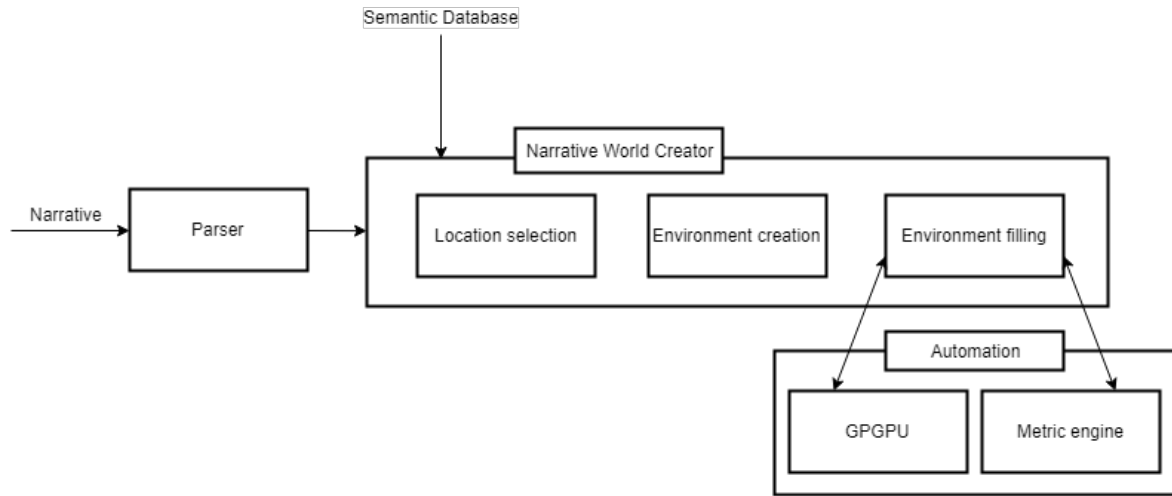 Semantic Database
Narrative World Creator
Narrative
Parser
Location selection
Environment creation
Environment filling
Automation
GPGPU
Metric engine